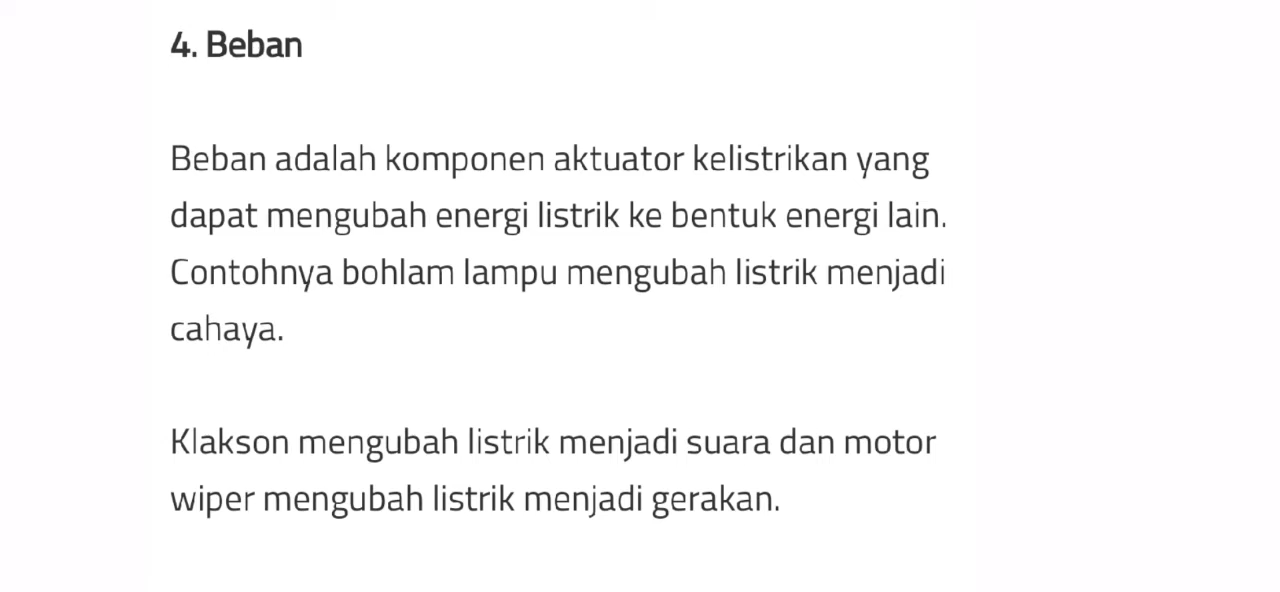 4. Beban
Beban adalah komponen aktuator kelistrikan yang
dapat mengubah energi listrik ke bentuk energi lain.
Contohnya bohlam lampu mengubah listrik menjadi
cahaya.
Klakson mengubah listrik menjadi suara dan motor
wiper mengubah listrik menjadi gerakan.